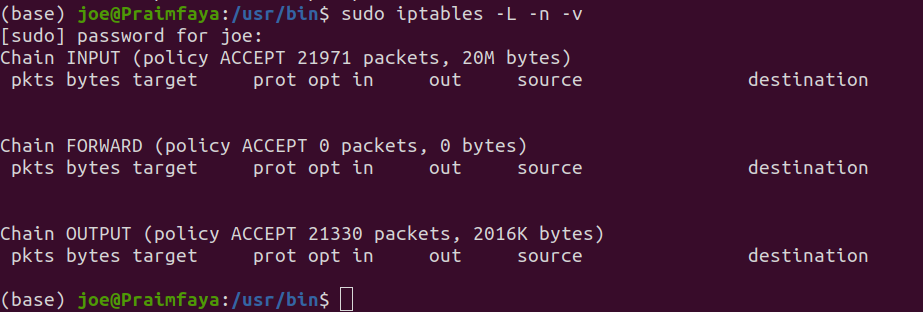 (base) joe@Praimfaya:/usr/bin$ sudo iptables -L -n -v
[sudo] password for joe:
Chain INPUT (policy ACCEPT 21971 packets, 20M bytes)
 pkts bytes target     prot opt in     out     source               destination
Chain FORWARD (policy ACCEPT 0 packets, 0 bytes)
 pkts bytes target     prot opt in     out     source               destination
Chain OUTPUT (policy ACCEPT 21330 packets, 2016K bytes)
 pkts bytes target     prot opt in     out     source               destination
(base) joe@Praimfaya:/usr/bin$